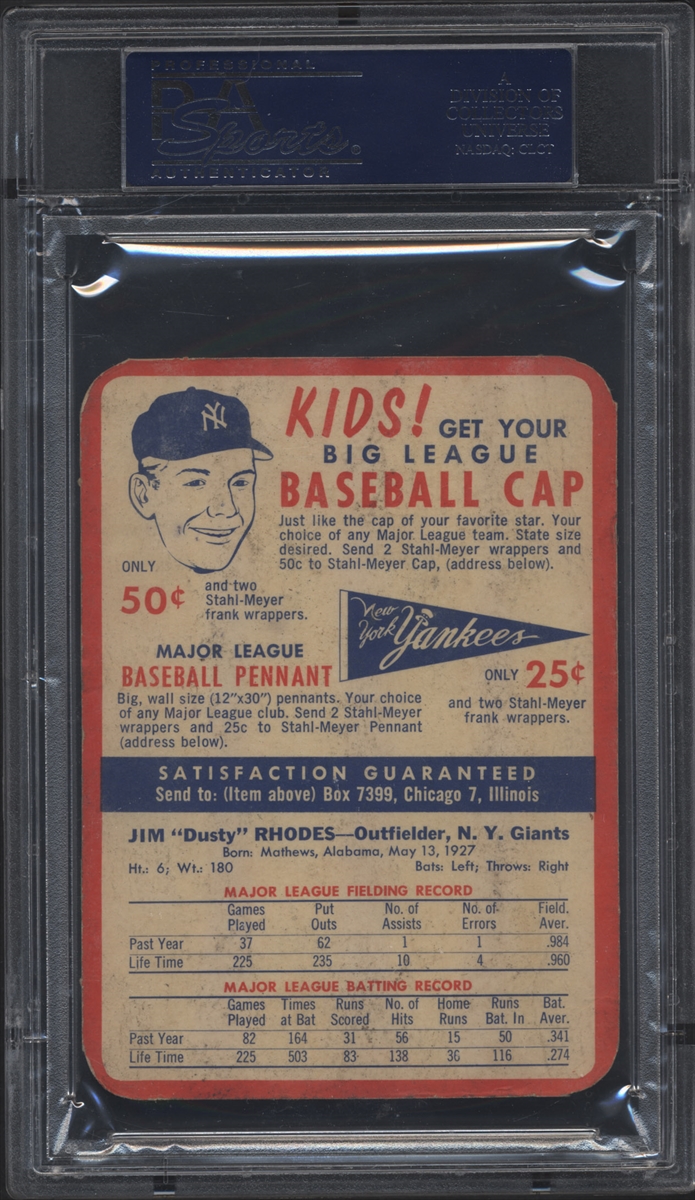 PROFESSIONAL
PSA
Sports®
AUTHENTICATOR
A
DIVISION OF
COLLECTORS
UNIVERSE
NASDAQ: CLCT
NY
KIDS! GET YOUR
BIG LEAGUE
BASEBALL CAP
Just like the cap of your favorite star. Your
choice of any Major League team. State size
desired. Send 2 Stahl-Meyer wrappers and
50c to Stahl-Meyer Cap, (address below).
ONLY
50¢
and two
Stahl-Meyer
frank wrappers.
New York Yankees
MAJOR LEAGUE
BASEBALL PENNANT
ONLY 25¢
and two Stahl-Meyer
frank wrappers.
Big, wall size (12"x30") pennants. Your choice
of any Major League club. Send 2 Stahl-Meyer
wrappers and 25c to Stahl-Meyer Pennant
(address below).
SATISFACTION GUARANTEED
Send to: (Item above) Box 7399, Chicago 7, Illinois
JIM "Dusty" RHODES—Outfielder, N. Y. Giants
Born: Mathews, Alabama, May 13, 1927
Ht.: 6; Wt.: 180 Bats: Left; Throws: Right
MAJOR LEAGUE FIELDING RECORD
Games Put No. of No. of Field.
Played Outs Assists Errors Aver.
Past Year 37 62 1 1 .984
Life Time 225 235 10 4 .960
MAJOR LEAGUE BATTING RECORD
Games Times Runs No. of Home Runs Bat.
Played at Bat Scored Hits Runs Bat. In Aver.
Past Year 82 164 31 56 15 50 .341
Life Time 225 503 83 138 36 116 .274